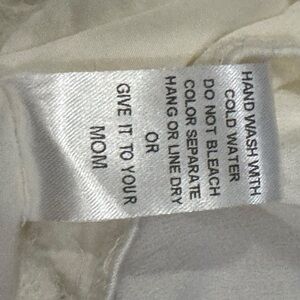 HAND WASH WITH
COLD WATER
DO NOT BLEACH
COLOR SEPARATE
HANG OR LINE DRY
OR
GIVE IT TO YOUR
MOM